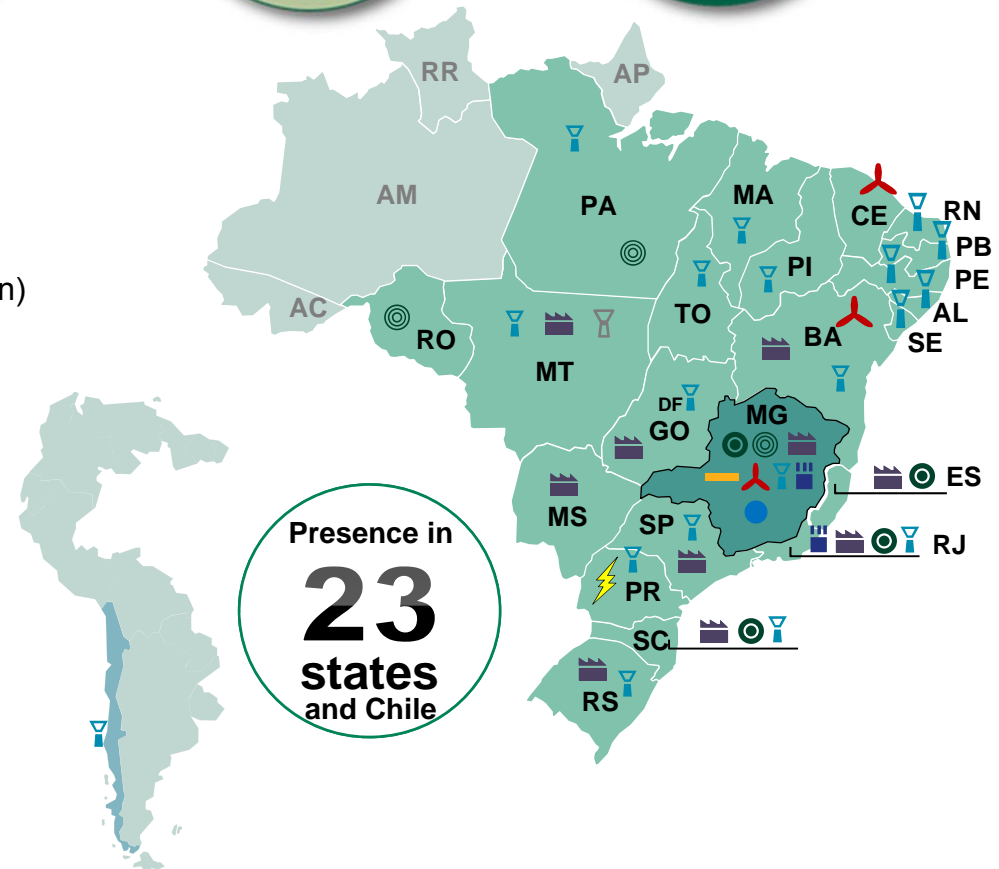 RR
AP
AM
PA
MA
CE
RN
PB
PI
PE
n)
AC
TO
AL
RO
BA
SE
MT
DF
MG
GO
ES
MS
SP
Presence in
RJ
23
PR
SC
states
RS
and Chile